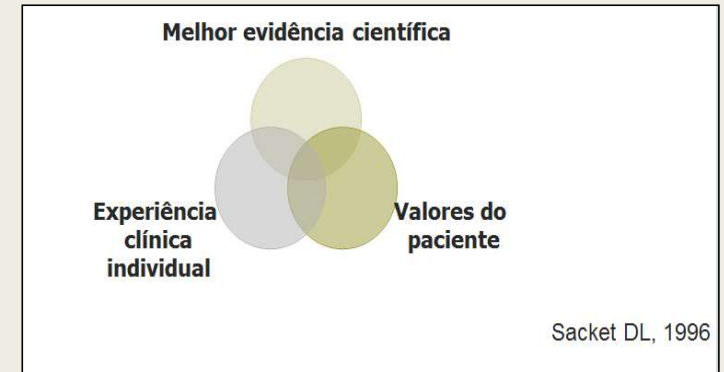 Melhor evidência científica
Experiência
clínica
individual
Valores do
paciente
Sacket DL, 1996